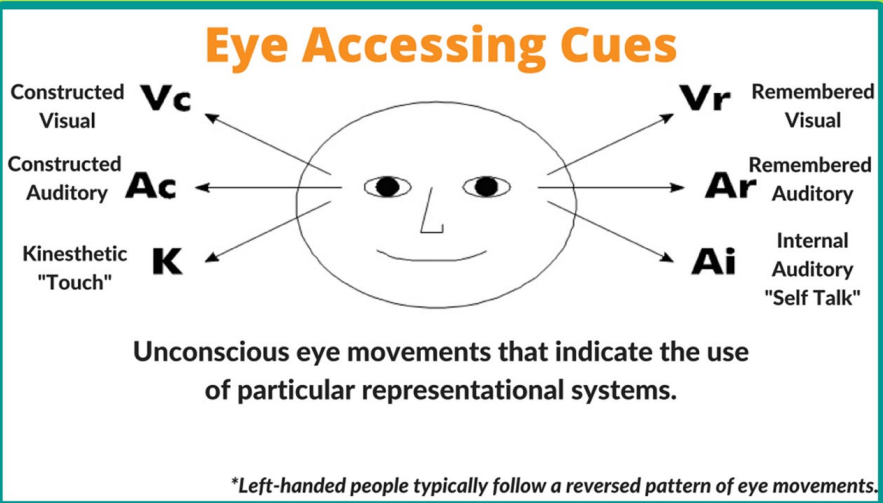 Eye Accessing Cues
Constructed
Visual
Vc
Vr
Remembered
Visual
Constructed
Auditory
Ac
Ar
Remembered
Auditory
Kinesthetic
"Touch"
K
Ai
Internal
Auditory
"Self Talk"
Unconscious eye movements that indicate the use
of particular representational systems.
*Left-handed people typically follow a reversed pattern of eye movements.